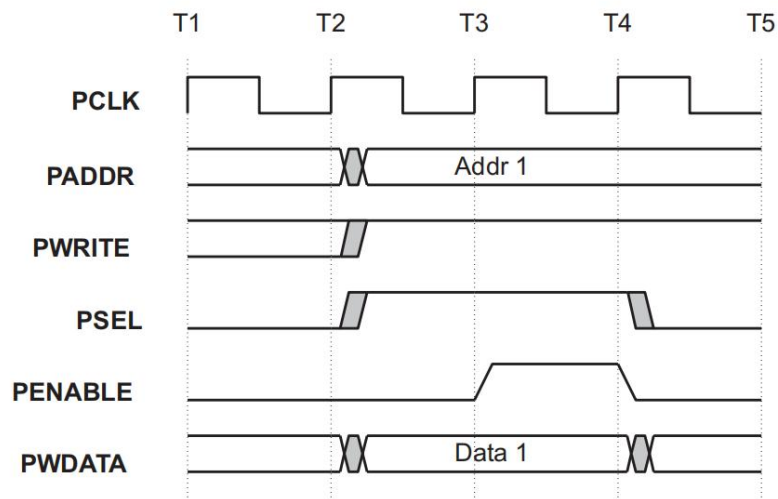 T1 T2 T3 T4 T5
PCLK
PADDR Addr 1
PWRITE
PSEL
PENABLE
PWDATA Data 1